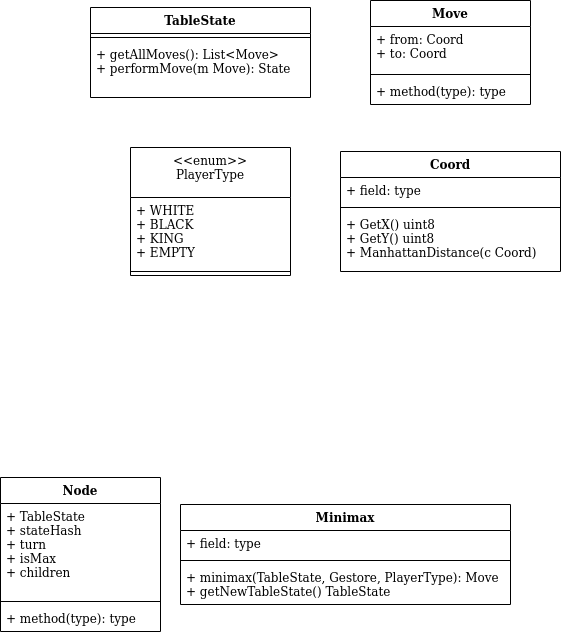 TableState
+ getAllMoves(): List<Move>
+ performMove(m Move): State
Move
+ from: Coord
+ to: Coord
+ method(type): type
<<enum>>
PlayerType
+ WHITE
+ BLACK
+ KING
+ EMPTY
Coord
+ field: type
+ GetX() uint8
+ GetY() uint8
+ ManhattanDistance(c Coord)
Node
+ TableState
+ stateHash
+ turn
+ isMax
+ children
+ method(type): type
Minimax
+ field: type
+ minimax(TableState, Gestore, PlayerType): Move
+ getNewTableState() TableState